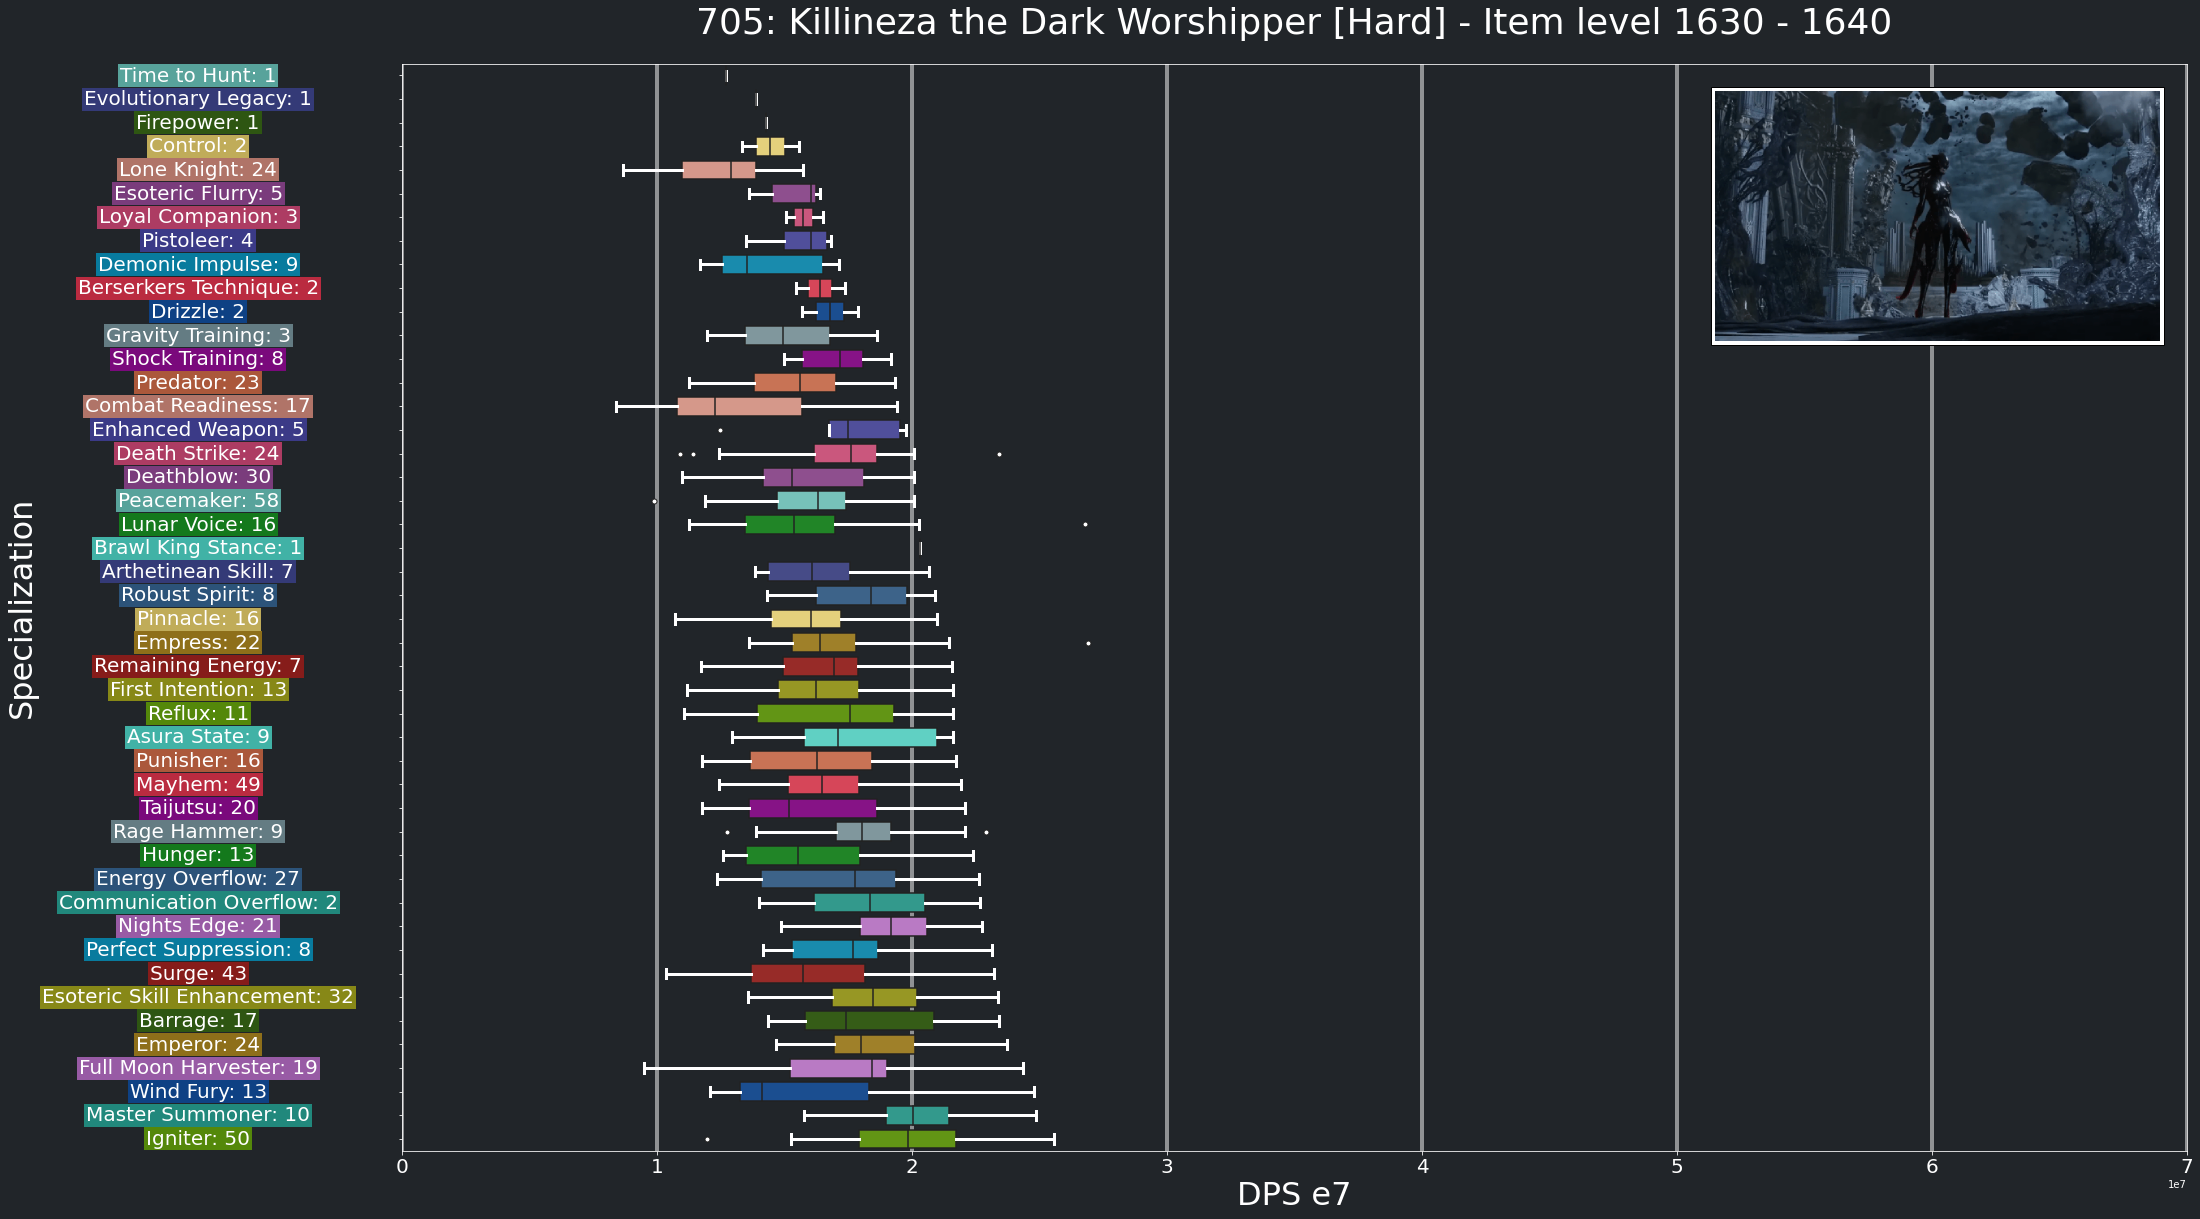 705: Killineza the Dark Worshipper [Hard] - Item level 1630 - 1640
Time to Hunt: 1
Evolutionary Legacy: 1
Firepower: 1
Control: 2
Lone Knight: 24
Esoteric Flurry: 5
Loyal Companion: 3
Pistoleer: 4
Demonic Impulse: 9
Berserkers Technique: 2
Drizzle: 2
Gravity Training: 3
Shock Training: 8
Predator: 23
Combat Readiness: 17
Enhanced Weapon: 5
Death Strike: 24
Deathblow: 30
Peacemaker: 58
Lunar Voice: 16
Brawl King Stance: 1
Arthetinean Skill: 7
Robust Spirit: 8
Pinnacle: 16
Empress: 22
Remaining Energy: 7
First Intention: 13
Reflux: 11
Asura State: 9
Punisher: 16
Mayhem: 49
Taijutsu: 20
Rage Hammer: 9
Hunger: 13
Energy Overflow: 27
Communication Overflow: 2
Nights Edge: 21
Perfect Suppression: 8
Surge: 43
Esoteric Skill Enhancement: 32
Barrage: 17
Emperor: 24
Full Moon Harvester: 19
Wind Fury: 13
Master Summoner: 10
Igniter: 50
Specialization
0 1 2 3 4 5 6 7
1e7
DPS e7